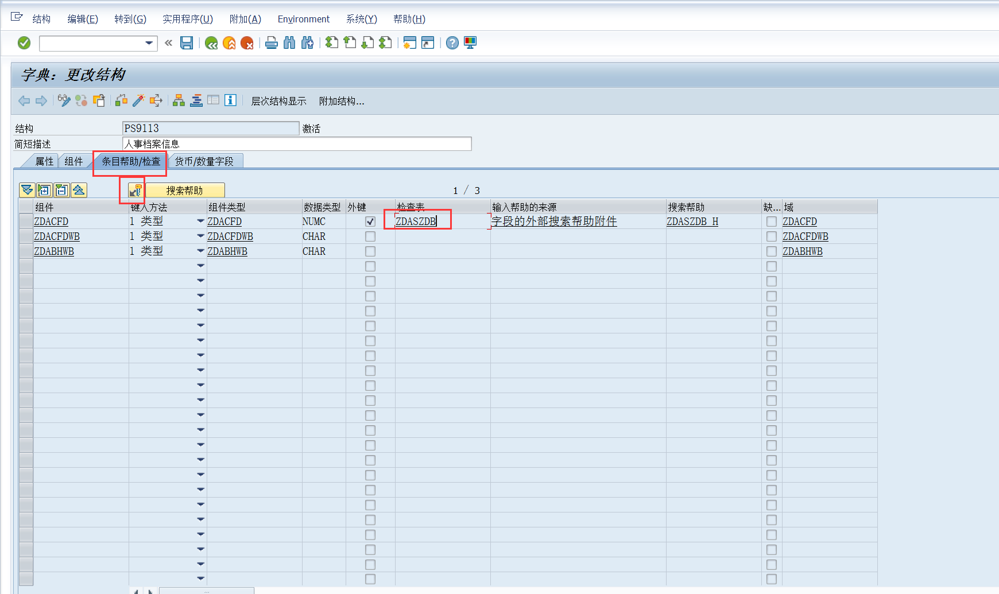 结构 编辑(E) 转到(G) 实用程序(U) 附加(A) Environment 系统(Y) 帮助(H)
字典：更改结构
层次结构显示 附加结构...
结构 PS9113 激活
简短描述 人事档案信息
属性 组件 条目帮助/检查 货币/数量字段
搜索帮助 1 / 3
组件 键入方法 组件类型 数据类型 外键 检查表 输入帮助的来源 搜索帮助 缺... 域
ZDACFD 1 类型 ZDACFD NUMC ZDASZDB 字段的外部搜索帮助附件 ZDASZDB_H ZDACFD
ZDACFDWB 1 类型 ZDACFDWB CHAR ZDACFDWB
ZDABHWB 1 类型 ZDABHWB CHAR ZDABHWB